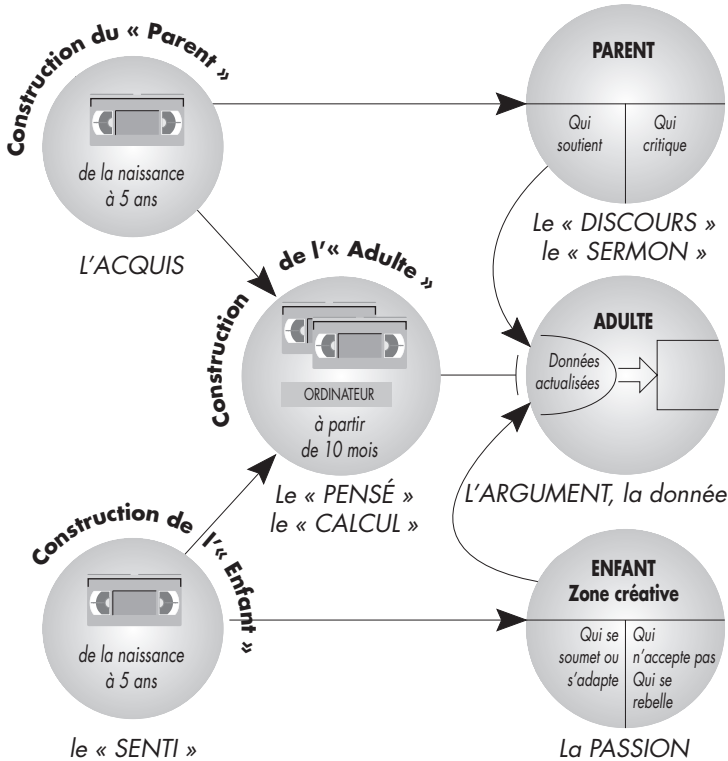 Construction du « Parent »
de la naissance
à 5 ans
L'ACQUIS
PARENT
Qui
soutient
Qui
critique
Le « DISCOURS »
le « SERMON »
Construction de l'« Adulte »
ORDINATEUR
à partir
de 10 mois
Le « PENSÉ »
le « CALCUL »
ADULTE
Données
actualisées
L'ARGUMENT, la donnée
Construction de l'« Enfant »
de la naissance
à 5 ans
le « SENTI »
ENFANT
Zone créative
Qui se
soumet ou
s'adapte
Qui
n'accepte pas
Qui se
rebelle
La PASSION